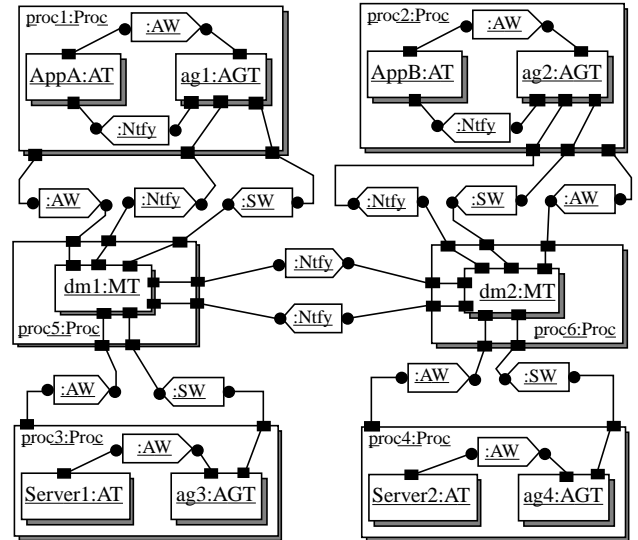 proc1:Proc
:AW
AppA:AT
ag1:AGT
:Ntfy
proc2:Proc
:AW
AppB:AT
ag2:AGT
:Ntfy
:AW
:Ntfy
:SW
:Ntfy
:SW
:AW
dm1:MT
proc5:Proc
:Ntfy
:Ntfy
dm2:MT
proc6:Proc
:AW
:SW
:AW
:SW
proc3:Proc
:AW
Server1:AT
ag3:AGT
proc4:Proc
:AW
Server2:AT
ag4:AGT